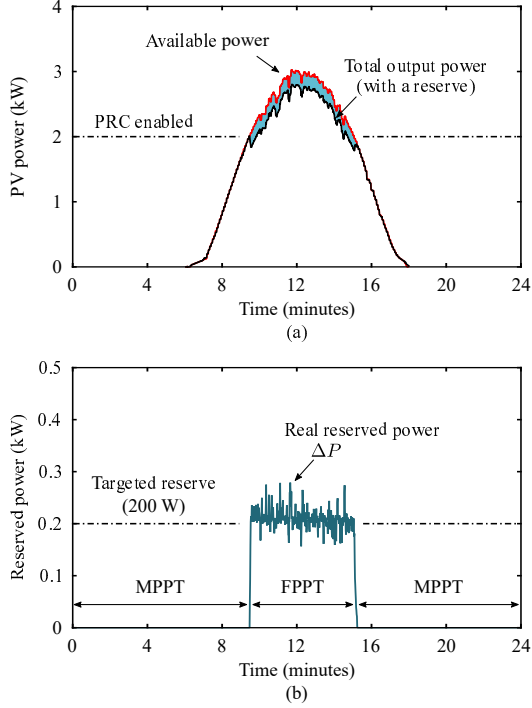 4
Available power
3
Total output power
(with a reserve)
PRC enabled
2
1
0
PV power (kW)
0 4 8 12 16 20 24
Time (minutes)
(a)
0.5
0.4
Real reserved power
ΔP
0.3
Targeted reserve
(200 W)
0.2
0.1
MPPT FPPT MPPT
0
Reserved power (kW)
0 4 8 12 16 20 24
Time (minutes)
(b)